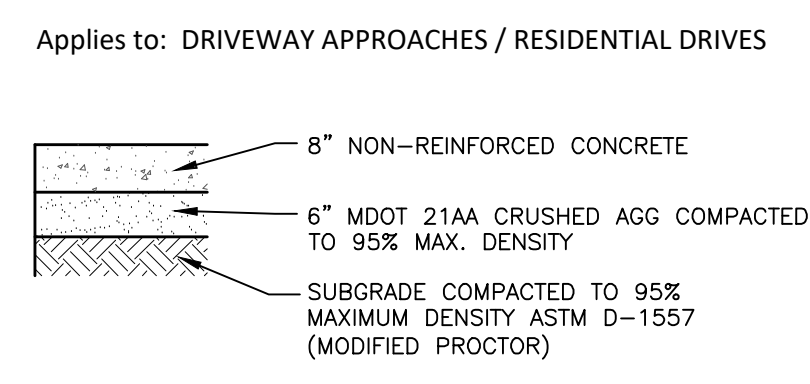 Applies to: DRIVEWAY APPROACHES / RESIDENTIAL DRIVES
8” NON-REINFORCED CONCRETE
6” MDOT 21AA CRUSHED AGG COMPACTED
TO 95% MAX. DENSITY
SUBGRADE COMPACTED TO 95%
MAXIMUM DENSITY ASTM D-1557
(MODIFIED PROCTOR)